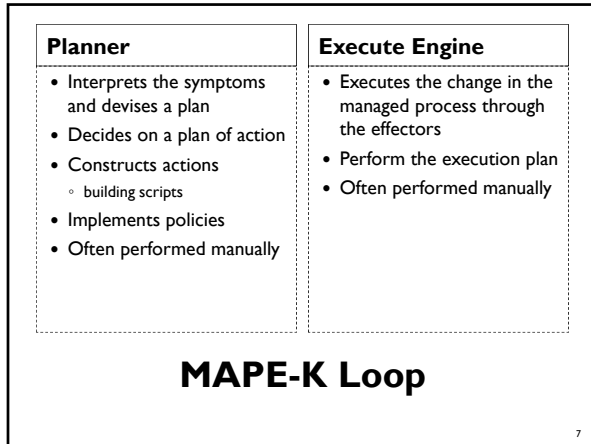 Planner
• Interprets the symptoms
and devises a plan
• Decides on a plan of action
• Constructs actions
◦ building scripts
• Implements policies
• Often performed manually
Execute Engine
• Executes the change in the
managed process through
the effectors
• Perform the execution plan
• Often performed manually
MAPE-K Loop
7